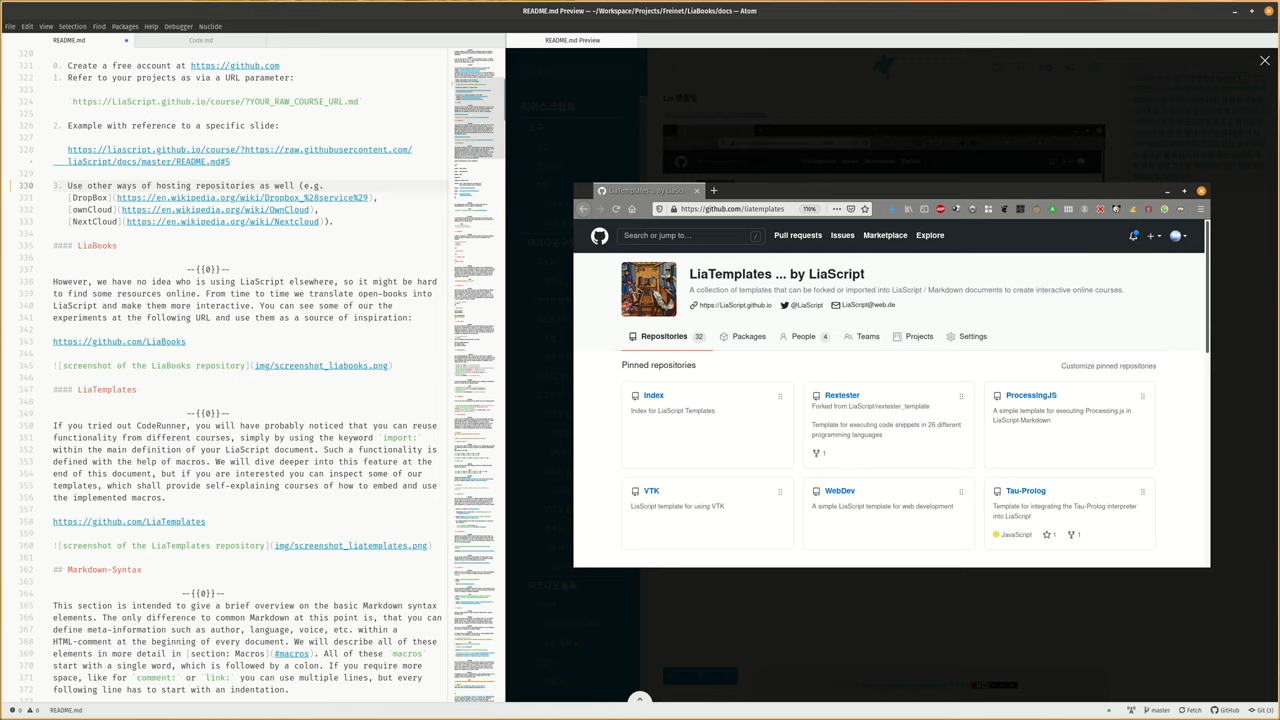 README.md Preview — ~/Workspace/Projects/Freinet/LiaBooks/docs — Atom
File Edit View Selection Find Packages Help Debugger Nuclide
README.md
Code.md
README.md Preview
320
321 0. Create a free account at https://github.com
322 1. Refer to your projects as the URL parameter:
323
324 `https://LiaScript.github.io/course/?YOUR_RAW_COURSE_URL.md`
325
326 2. Example with reference to a slide:
327
328 https://liascript.github.io/course/?https://raw.githubusercontent.com/
liaScript/docs/master/README.md#5
329
330 3. Use other ways of hosting repositories as well (e.g.
331 [DropBox](https://en.wikipedia.org/wiki/Dropbox_%28service%29),
332 [ownCloud](https://en.wikipedia.org/wiki/OwnCloud),
333 [NextCloud](https://en.wikipedia.org/wiki/Nextcloud)).
334
335 #### LiaBooks
336
337
338 However, we have no idea who is using LiaScript elsewhere, so it might be hard
339 to find some resources. But from time to time we translate open-books into
340 LiaScript and make them more interactive. You can see some of our the
341 experiments at the following URL and use them as a source of inspiration:
342
343 https://github.com/LiaBooks
344
345 ![screenshot of the LiaBooks repository](img/screenshot_liabooks.png)
346
347 #### LiaTemplates
348
351 If you tried our CodeRunner, you will have probably noticed that you can reuse
352 functionality from different courses, simply by using the keyword `import:`
353 within the main definition of your LiaScript document. Such a functionality is
354 defined with the help of macros, we will dive deeper into this feature at the
355 end of this document, but if you are interested you can inspect some of our
356 templates, which shall provide self-explaining courses of how to embed and use
357 the implemented macros.
358
https://github.com/LiaTemplates
359
360 ![screenshot of the LiaTemplates repository](img/screenshot_liatemplates.png)
361
362 ## Markdown-Syntax
363
364
365 This section is intended to give a brief overview on the basic Markdown syntax
366 elements. The only difference to common Markdown at this point is, that you can
367 define meta-information such as author, language, voice, etc. within a
368 HTML-comment at the beginning of every document. We will describe all of these
369 elements in more detail in [section: Macros](#macros). All of these `macros`
370 start with a single word, that is followed by a colon. If you require more
371 space, as in the `comment` section, you can use multiple lines, but every
372 following line has to start with an indentation.
LiaTemplates ... by LiaScri
https://github.com/liatemplates
110%
Search or jump to...
/
Pull requests Issues Marketplace Explore
LiaTemplates ... by LiaScript
A collection of templates that can be forked or imported into LiaScript / Markdown documents to create interactive online courses.
https://LiaScript.github.io @LiaScript LiaScript@web.de
Repositories 32 Packages People 4 Teams Projects Settings
Pinned repositories
Customize pinned repositories
Index
Index for LiaScript Templates
Rextester
Forked from LiaScript/rextester_template
Template for executing code snippets in 26 different
programming languages
1
ProcessingJS
A simple template for executing Processing.js in
LiaScript-Markdown
VTK
LiaScript template for using VTK
WebDev
A simple LiaScript template for web development
Tau-Prolog
Template for integrating the Tau-Prolog interpreter
into LiaScript
JavaScript 1 1
0 0 README.md
master Fetch GitHub Git (3)